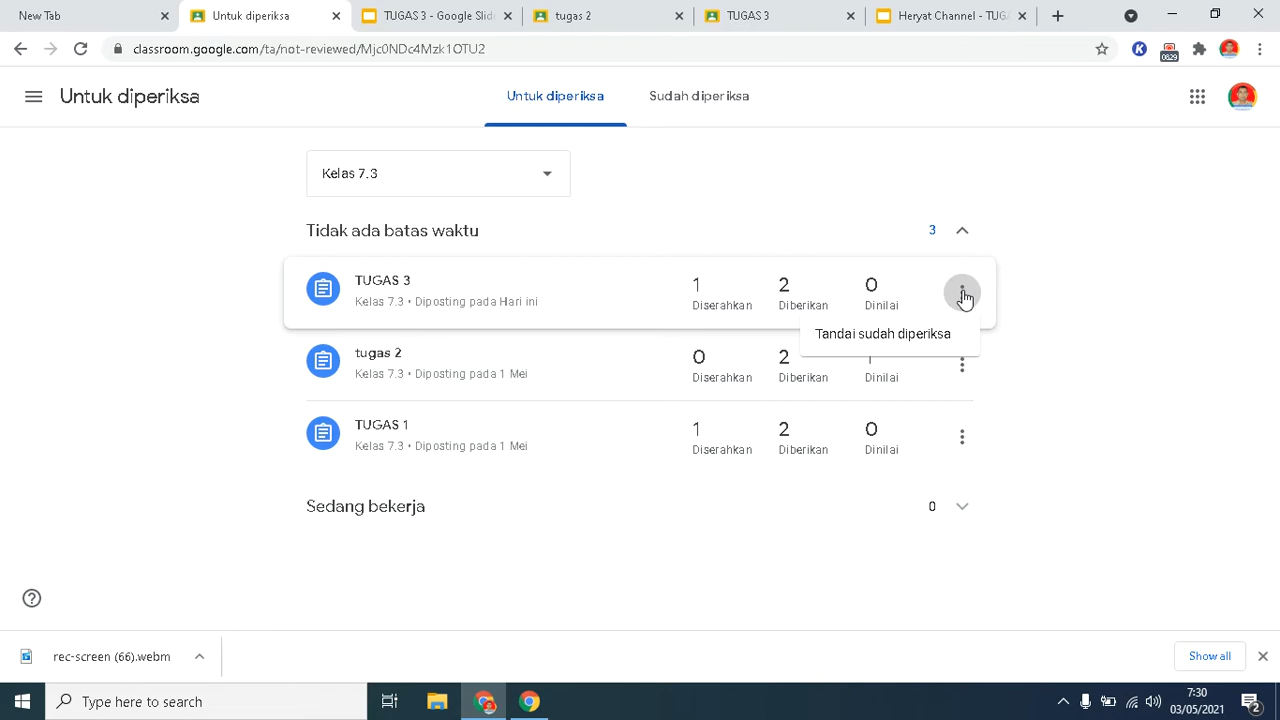 New Tab
Untuk diperiksa
TUGAS 3 - Google Slid
tugas 2
TUGAS 3
Heryat Channel - TUG
classroom.google.com/ta/not-reviewed/Mjc0NDc4Mzk1OTU2
K
00:29
Untuk diperiksa
Untuk diperiksa
Sudah diperiksa
Kelas 7.3
Tidak ada batas waktu
3
TUGAS 3
Kelas 7.3 • Diposting pada Hari ini
1
Diserahkan
2
Diberikan
0
Dinilai
Tandai sudah diperiksa
tugas 2
Kelas 7.3 • Diposting pada 1 Mei
0
Diserahkan
2
Diberikan
Dinilai
TUGAS 1
Kelas 7.3 • Diposting pada 1 Mei
1
Diserahkan
2
Diberikan
0
Dinilai
Sedang bekerja
0
rec-screen (66).webm
Show all
Type here to search
7:30
03/05/2021
2